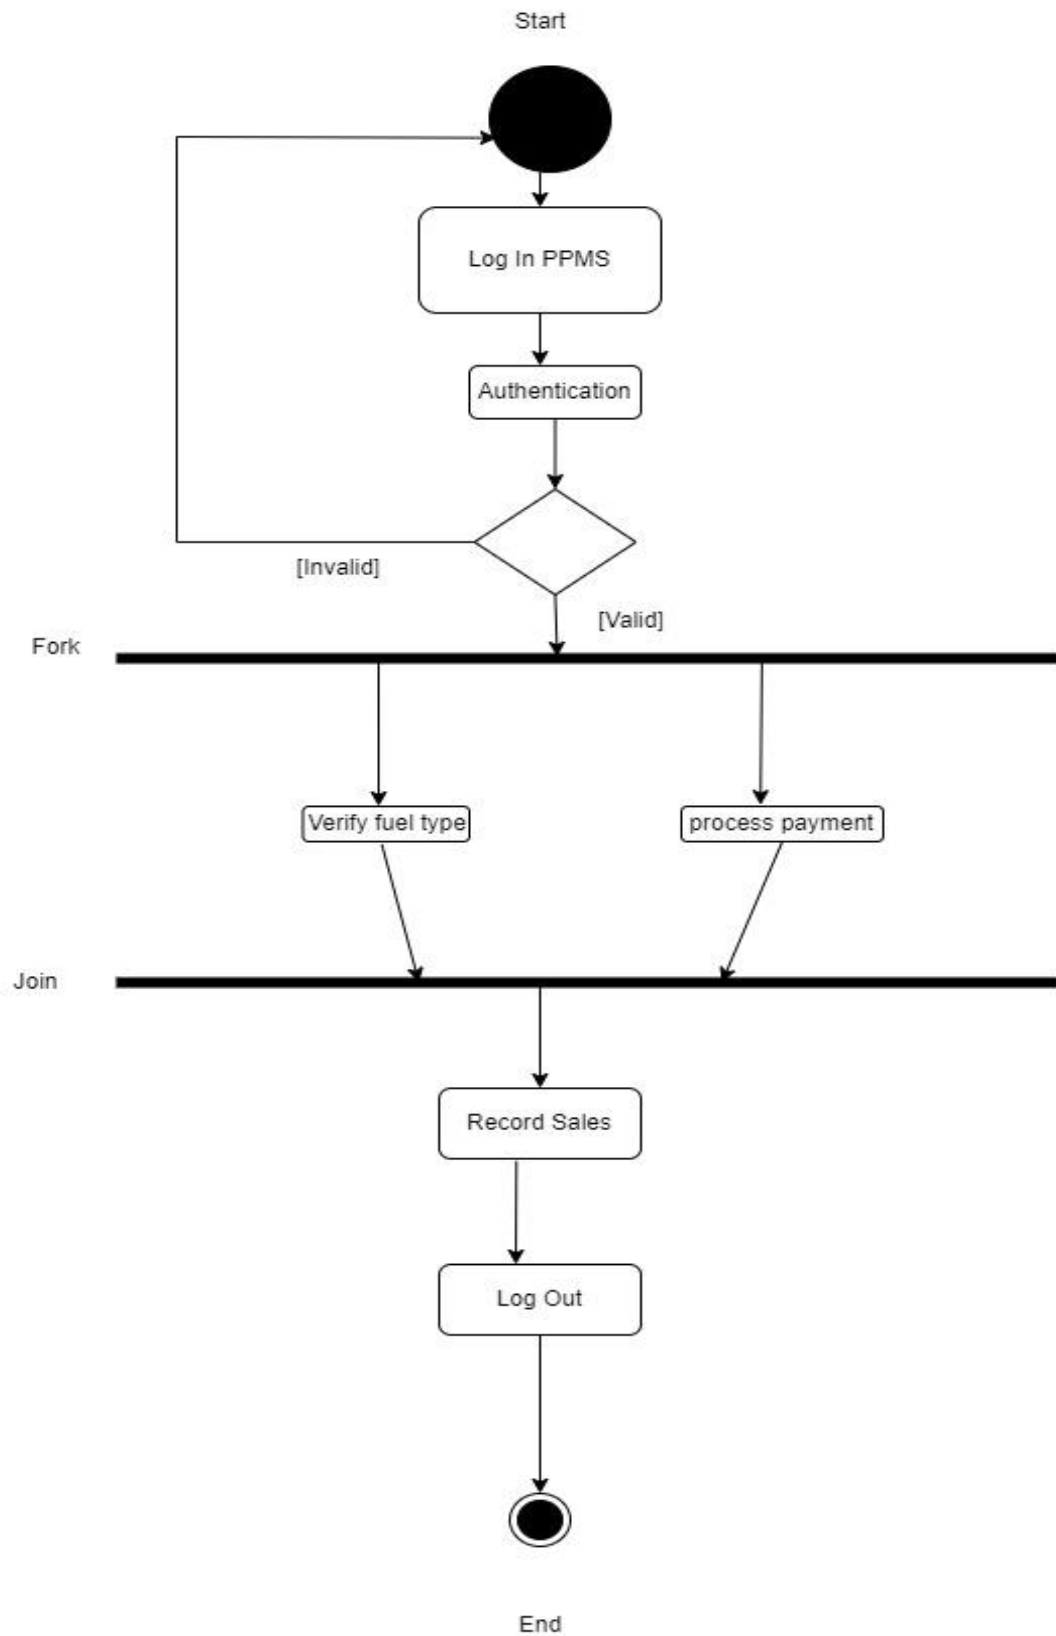 Start
Log In PPMS
Authentication
[Invalid]
[Valid]
Fork
Verify fuel type
process payment
Join
Record Sales
Log Out
End